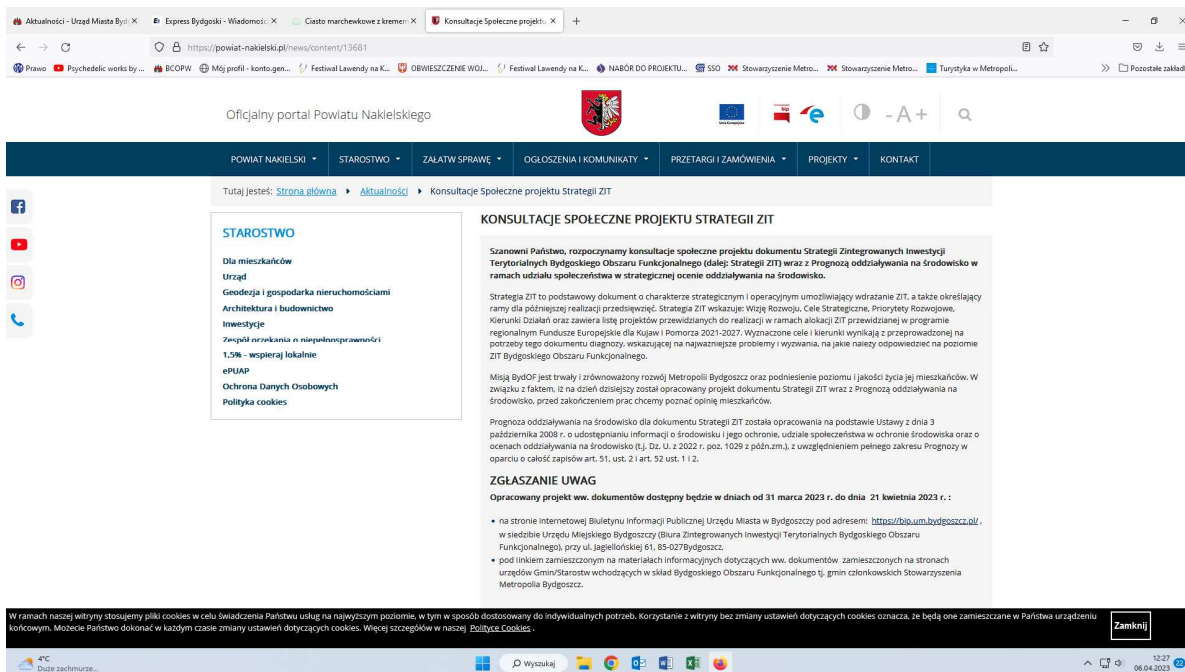 Aktualności - Urząd Miasta Byd
Express Bydgoski - Wiadomości
Ciasto marchewkowe z kremem
Konsultacje Społeczne projektu
https://powiat-nakielski.pl/news/content/13681
Prawo
Psychedelic works by ...
BCOPW
Mój profil - konto.gen...
Festiwal Lawendy na K...
OBWIESZCZENIE WOJ...
Festiwal Lawendy na K...
NABÓR DO PROJEKTU...
SSO
Stowarzyszenie Metro...
Stowarzyszenie Metro...
Turystyka w Metropoli...
Pozostałe zakład
Oficjalny portal Powiatu Nakielskiego
bip
- A +
POWIAT NAKIELSKI
STAROSTWO
ZAŁATW SPRAWĘ
OGŁOSZENIA I KOMUNIKATY
PRZETARGI I ZAMÓWIENIA
PROJEKTY
KONTAKT
Tutaj jesteś: Strona główna Aktualności Konsultacje Społeczne projektu Strategii ZIT
STAROSTWO
Dla mieszkańców
Urząd
Geodezja i gospodarka nieruchomościami
Architektura i budownictwo
Inwestycje
Zespół orzekania o niepełnosprawności
1,5% - wspieraj lokalnie
ePUAP
Ochrona Danych Osobowych
Polityka cookies
KONSULTACJE SPOŁECZNE PROJEKTU STRATEGII ZIT
Szanowni Państwo, rozpoczynamy konsultacje społeczne projektu dokumentu Strategii Zintegrowanych Inwestycji
Terytorialnych Bydgoskiego Obszaru Funkcjonalnego (dalej: Strategii ZIT) wraz z Prognozą oddziaływania na środowisko w
ramach udziału społeczeństwa w strategicznej ocenie oddziaływania na środowisko.
Strategia ZIT to podstawowy dokument o charakterze strategicznym i operacyjnym umożliwiający wdrażanie ZIT, a także określający
ramy dla późniejszej realizacji przedsięwzięć. Strategia ZIT wskazuje: Wizję Rozwoju, Cele Strategiczne, Priorytety Rozwojowe,
Kierunki Działań oraz zawiera listę projektów przewidzianych do realizacji w ramach alokacji ZIT przewidzianej w programie
regionalnym Fundusze Europejskie dla Kujaw i Pomorza 2021-2027. Wyznaczone cele i kierunki wynikają z przeprowadzonej na
potrzeby tego dokumentu diagnozy, wskazującej na najważniejsze problemy i wyzwania, na jakie należy odpowiedzieć na poziomie
ZIT Bydgoskiego Obszaru Funkcjonalnego.
Misją BydOF jest trwały i zrównoważony rozwój Metropolii Bydgoszcz oraz podniesienie poziomu i jakości życia jej mieszkańców. W
związku z faktem, iż na dzień dzisiejszy został opracowany projekt dokumentu Strategii ZIT wraz z Prognozą oddziaływania na
środowisko, przed zakończeniem prac chcemy poznać opinię mieszkańców.
Prognoza oddziaływania na środowisko dla dokumentu Strategii ZIT została opracowania na podstawie Ustawy z dnia 3
października 2008 r. o udostępnianiu informacji o środowisku i jego ochronie, udziale społeczeństwa w ochronie środowiska oraz o
ocenach oddziaływania na środowisko (t.j. Dz. U. z 2022 r. poz. 1029 z późn.zm.), z uwzględnieniem pełnego zakresu Prognozy w
oparciu o całość zapisów art. 51, ust. 2 i art. 52 ust. 1 i 2.
ZGŁASZANIE UWAG
Opracowany projekt ww. dokumentów dostępny będzie w dniach od 31 marca 2023 r. do dnia 21 kwietnia 2023 r. :
• na stronie internetowej Biuletynu Informacji Publicznej Urzędu Miasta w Bydgoszczy pod adresem: https://bip.um.bydgoszcz.pl/ ,
w siedzibie Urzędu Miejskiego Bydgoszczy (Biura Zintegrowanych Inwestycji Terytorialnych Bydgoskiego Obszaru
Funkcjonalnego), przy ul. Jagiellońskiej 61, 85-027Bydgoszcz,
• pod linkiem zamieszczonym na materiałach informacyjnych dotyczących ww. dokumentów zamieszczonych na stronach
urzędów Gmin/Starostw wchodzących w skład Bydgoskiego Obszaru Funkcjonalnego tj. gmin członkowskich Stowarzyszenia
Metropolia Bydgoszcz.
W ramach naszej witryny stosujemy pliki cookies w celu świadczenia Państwu usług na najwyższym poziomie, w tym w sposób dostosowany do indywidualnych potrzeb. Korzystanie z witryny bez zmiany ustawień dotyczących cookies oznacza, że będą one zamieszczane w Państwa urządzeniu
końcowym. Możecie Państwo dokonać w każdym czasie zmiany ustawień dotyczących cookies. Więcej szczegółów w naszej Polityce Cookies .
Zamknij
4°C
Duże zachmurze...
Wyszukaj
12:27
06.04.2023
22